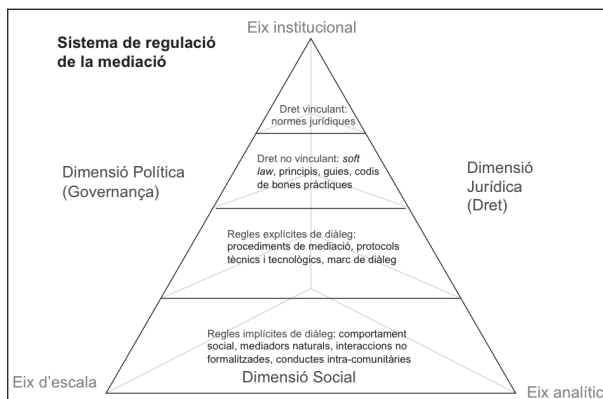 Eix institucional
Sistema de regulació
de la mediació
Dret vinculant:
normes jurídiques
Dret no vinculant: soft
law, principis, guies, codis
de bones pràctiques
Dimensió Política
(Governança)
Dimensió
Jurídica
(Dret)
Regles explícites de diàleg:
procediments de mediació, protocols
tècnics i tecnològics, marc de diàleg
Regles implícites de diàleg: comportament
social, mediadors naturals, interaccions no
formalitzades, conductes intra-comunitàries
Dimensió Social
Eix d’escala
Eix analític